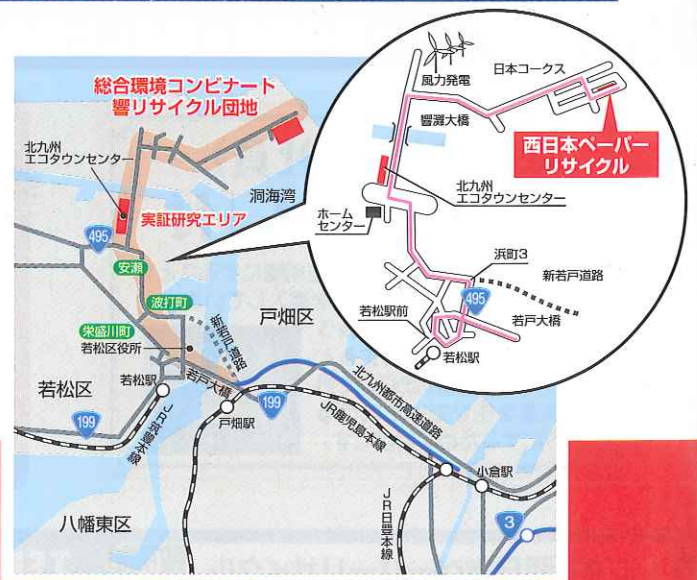 総合環境コンビナート
響リサイクル団地
北九州
エコタウンセンター
洞海湾
実証研究エリア
495
安瀬
波打町
栄盛川町
若松区役所
新若戸道路
戸畑区
若松区
若松駅
若戸大橋
199
戸畑駅
199
北九州都市高速道路
JR鹿児島本線
JR筑豊本線
小倉駅
八幡東区
JR日豊本線
3
風力発電
日本コークス
響灘大橋
西日本ペーパー
リサイクル
北九州
エコタウンセンター
ホーム
センター
浜町3
新若戸道路
495
若松駅前
若戸大橋
若松駅